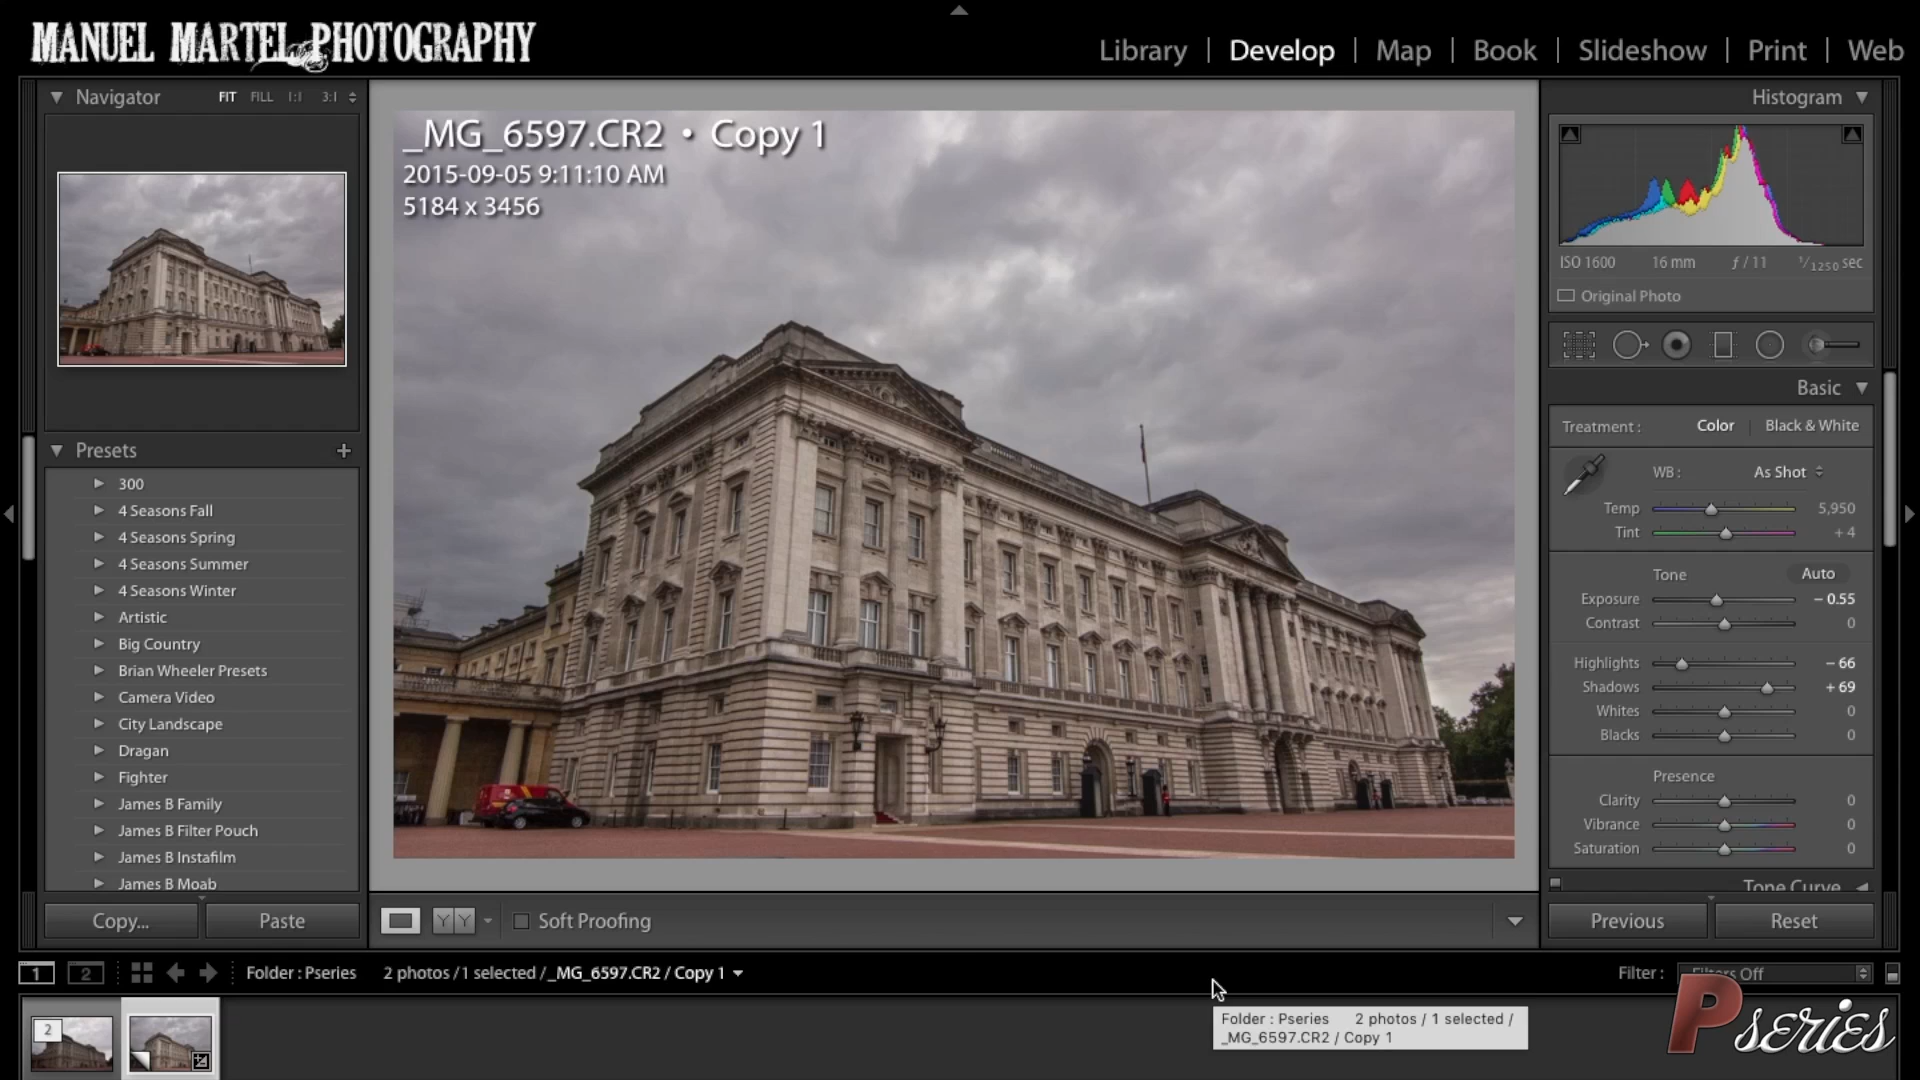 MANUEL MARTEL PHOTOGRAPHY
Library | Develop | Map | Book | Slideshow | Print | Web
Navigator FIT FILL 1:1 3:1
_MG_6597.CR2 • Copy 1
2015-09-05 9:11:10 AM
5184 x 3456
Presets +
300
4 Seasons Fall
4 Seasons Spring
4 Seasons Summer
4 Seasons Winter
Artistic
Big Country
Brian Wheeler Presets
Camera Video
City Landscape
Dragan
Fighter
James B Family
James B Filter Pouch
James B Instafilm
James B Moab
Copy... Paste
YY Soft Proofing
Histogram
ISO 1600 16 mm ƒ / 11 1/1250 sec
Original Photo
Basic
Treatment : Color Black & White
WB : As Shot
Temp 5,950
Tint + 4
Tone Auto
Exposure – 0.55
Contrast 0
Highlights – 66
Shadows + 69
Whites 0
Blacks 0
Presence
Clarity 0
Vibrance 0
Saturation 0
Tone Curve
Previous Reset
1 2 Folder : Pseries 2 photos / 1 selected / _MG_6597.CR2 / Copy 1
Filter : Filters Off
2
Folder : Pseries 2 photos / 1 selected /
_MG_6597.CR2 / Copy 1
Pseries